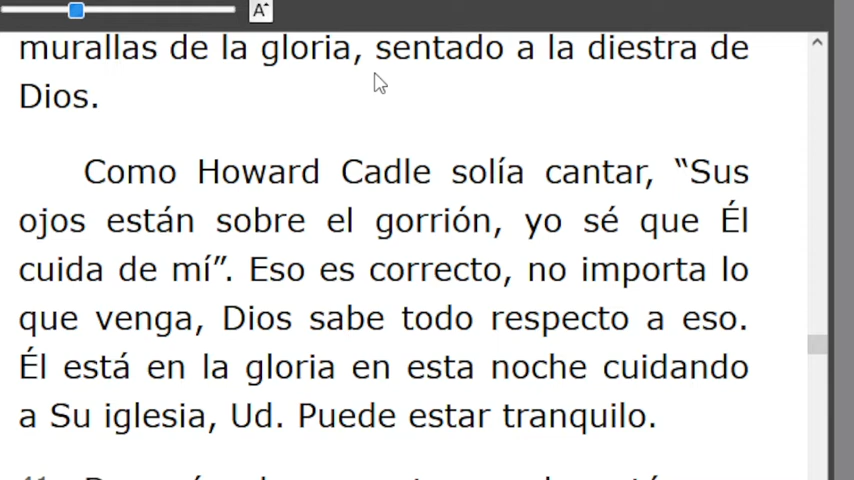 A
murallas de la gloria, sentado a la diestra de
Dios.
Como Howard Cadle solía cantar, “Sus
ojos están sobre el gorrión, yo sé que Él
cuida de mí”. Eso es correcto, no importa lo
que venga, Dios sabe todo respecto a eso.
Él está en la gloria en esta noche cuidando
a Su iglesia, Ud. Puede estar tranquilo.